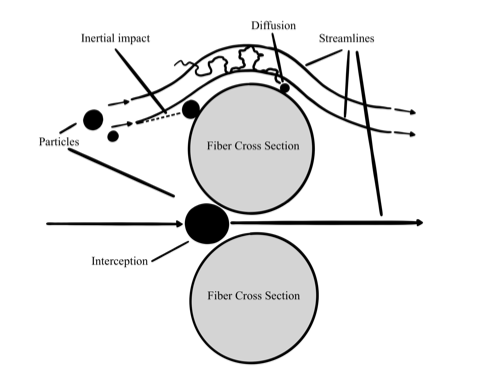 Diffusion
Inertial impact
Streamlines
Particles
Fiber Cross Section
Interception
Fiber Cross Section